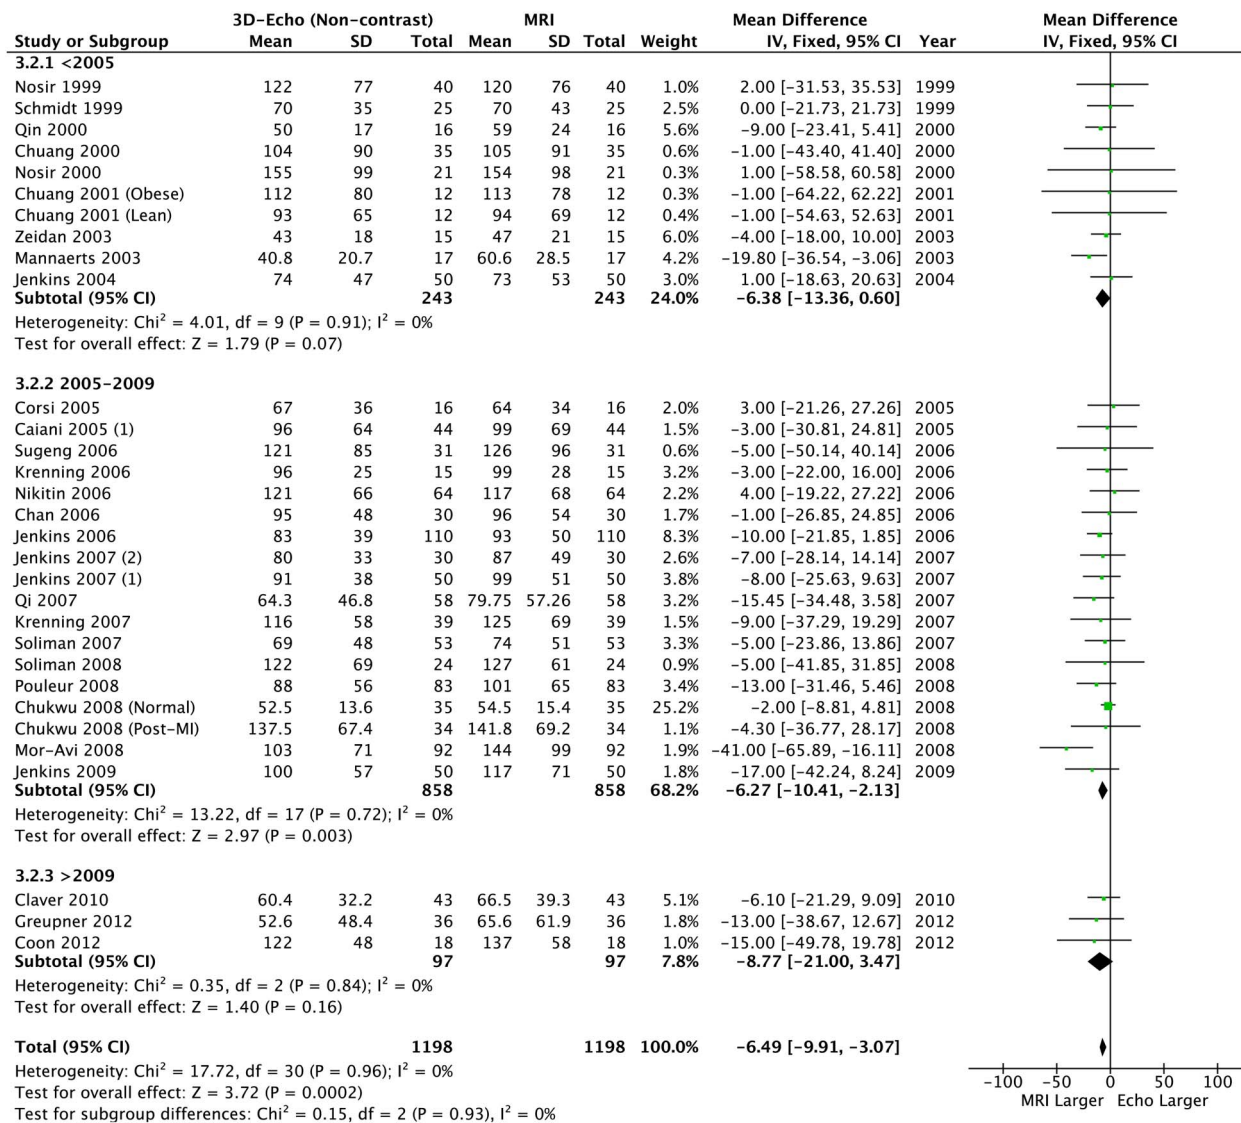 3D-Echo (Non-contrast) MRI Mean Difference Mean Difference
Study or Subgroup Mean SD Total Mean SD Total Weight IV, Fixed, 95% CI Year IV, Fixed, 95% CI
3.2.1 <2005
Nosir 1999 122 77 40 120 76 40 1.0% 2.00 [-31.53, 35.53] 1999
Schmidt 1999 70 35 25 70 43 25 2.5% 0.00 [-21.73, 21.73] 1999
Qin 2000 50 17 16 59 24 16 5.6% -9.00 [-23.41, 5.41] 2000
Chuang 2000 104 90 35 105 91 35 0.6% -1.00 [-43.40, 41.40] 2000
Nosir 2000 155 99 21 154 98 21 0.3% 1.00 [-58.58, 60.58] 2000
Chuang 2001 (Obese) 112 80 12 113 78 12 0.3% -1.00 [-64.22, 62.22] 2001
Chuang 2001 (Lean) 93 65 12 94 69 12 0.4% -1.00 [-54.63, 52.63] 2001
Zeidan 2003 43 18 15 47 21 15 6.0% -4.00 [-18.00, 10.00] 2003
Mannaerts 2003 40.8 20.7 17 60.6 28.5 17 4.2% -19.80 [-36.54, -3.06] 2003
Jenkins 2004 74 47 50 73 53 50 3.0% 1.00 [-18.63, 20.63] 2004
Subtotal (95% CI) 243 243 24.0% -6.38 [-13.36, 0.60]
Heterogeneity: Chi² = 4.01, df = 9 (P = 0.91); I² = 0%
Test for overall effect: Z = 1.79 (P = 0.07)
3.2.2 2005-2009
Corsi 2005 67 36 16 64 34 16 2.0% 3.00 [-21.26, 27.26] 2005
Caiani 2005 (1) 96 64 44 99 69 44 1.5% -3.00 [-30.81, 24.81] 2005
Sugeng 2006 121 85 31 126 96 31 0.6% -5.00 [-50.14, 40.14] 2006
Krenning 2006 96 25 15 99 28 15 3.2% -3.00 [-22.00, 16.00] 2006
Nikitin 2006 121 66 64 117 68 64 2.2% 4.00 [-19.22, 27.22] 2006
Chan 2006 95 48 30 96 54 30 1.7% -1.00 [-26.85, 24.85] 2006
Jenkins 2006 83 39 110 93 50 110 8.3% -10.00 [-21.85, 1.85] 2006
Jenkins 2007 (2) 80 33 30 87 49 30 2.6% -7.00 [-28.14, 14.14] 2007
Jenkins 2007 (1) 91 38 50 99 51 50 3.8% -8.00 [-25.63, 9.63] 2007
Qi 2007 64.3 46.8 58 79.75 57.26 58 3.2% -15.45 [-34.48, 3.58] 2007
Krenning 2007 116 58 39 125 69 39 1.5% -9.00 [-37.29, 19.29] 2007
Soliman 2007 69 48 53 74 51 53 3.3% -5.00 [-23.86, 13.86] 2007
Soliman 2008 122 69 24 127 61 24 0.9% -5.00 [-41.85, 31.85] 2008
Pouleur 2008 88 56 83 101 65 83 3.4% -13.00 [-31.46, 5.46] 2008
Chukwu 2008 (Normal) 52.5 13.6 35 54.5 15.4 35 25.2% -2.00 [-8.81, 4.81] 2008
Chukwu 2008 (Post-MI) 137.5 67.4 34 141.8 69.2 34 1.1% -4.30 [-36.77, 28.17] 2008
Mor-Avi 2008 103 71 92 144 99 92 1.9% -41.00 [-65.89, -16.11] 2008
Jenkins 2009 100 57 50 117 71 50 1.8% -17.00 [-42.24, 8.24] 2009
Subtotal (95% CI) 858 858 68.2% -6.27 [-10.41, -2.13]
Heterogeneity: Chi² = 13.22, df = 17 (P = 0.72); I² = 0%
Test for overall effect: Z = 2.97 (P = 0.003)
3.2.3 >2009
Claver 2010 60.4 32.2 43 66.5 39.3 43 5.1% -6.10 [-21.29, 9.09] 2010
Greupner 2012 52.6 48.4 36 65.6 61.9 36 1.8% -13.00 [-38.67, 12.67] 2012
Coon 2012 122 48 18 137 58 18 1.0% -15.00 [-49.78, 19.78] 2012
Subtotal (95% CI) 97 97 7.8% -8.77 [-21.00, 3.47]
Heterogeneity: Chi² = 0.35, df = 2 (P = 0.84); I² = 0%
Test for overall effect: Z = 1.40 (P = 0.16)
Total (95% CI) 1198 1198 100.0% -6.49 [-9.91, -3.07]
Heterogeneity: Chi² = 17.72, df = 30 (P = 0.96); I² = 0%
Test for overall effect: Z = 3.72 (P = 0.0002)
Test for subgroup differences: Chi² = 0.15, df = 2 (P = 0.93), I² = 0%
-100 -50 0 50 100
MRI Larger Echo Larger